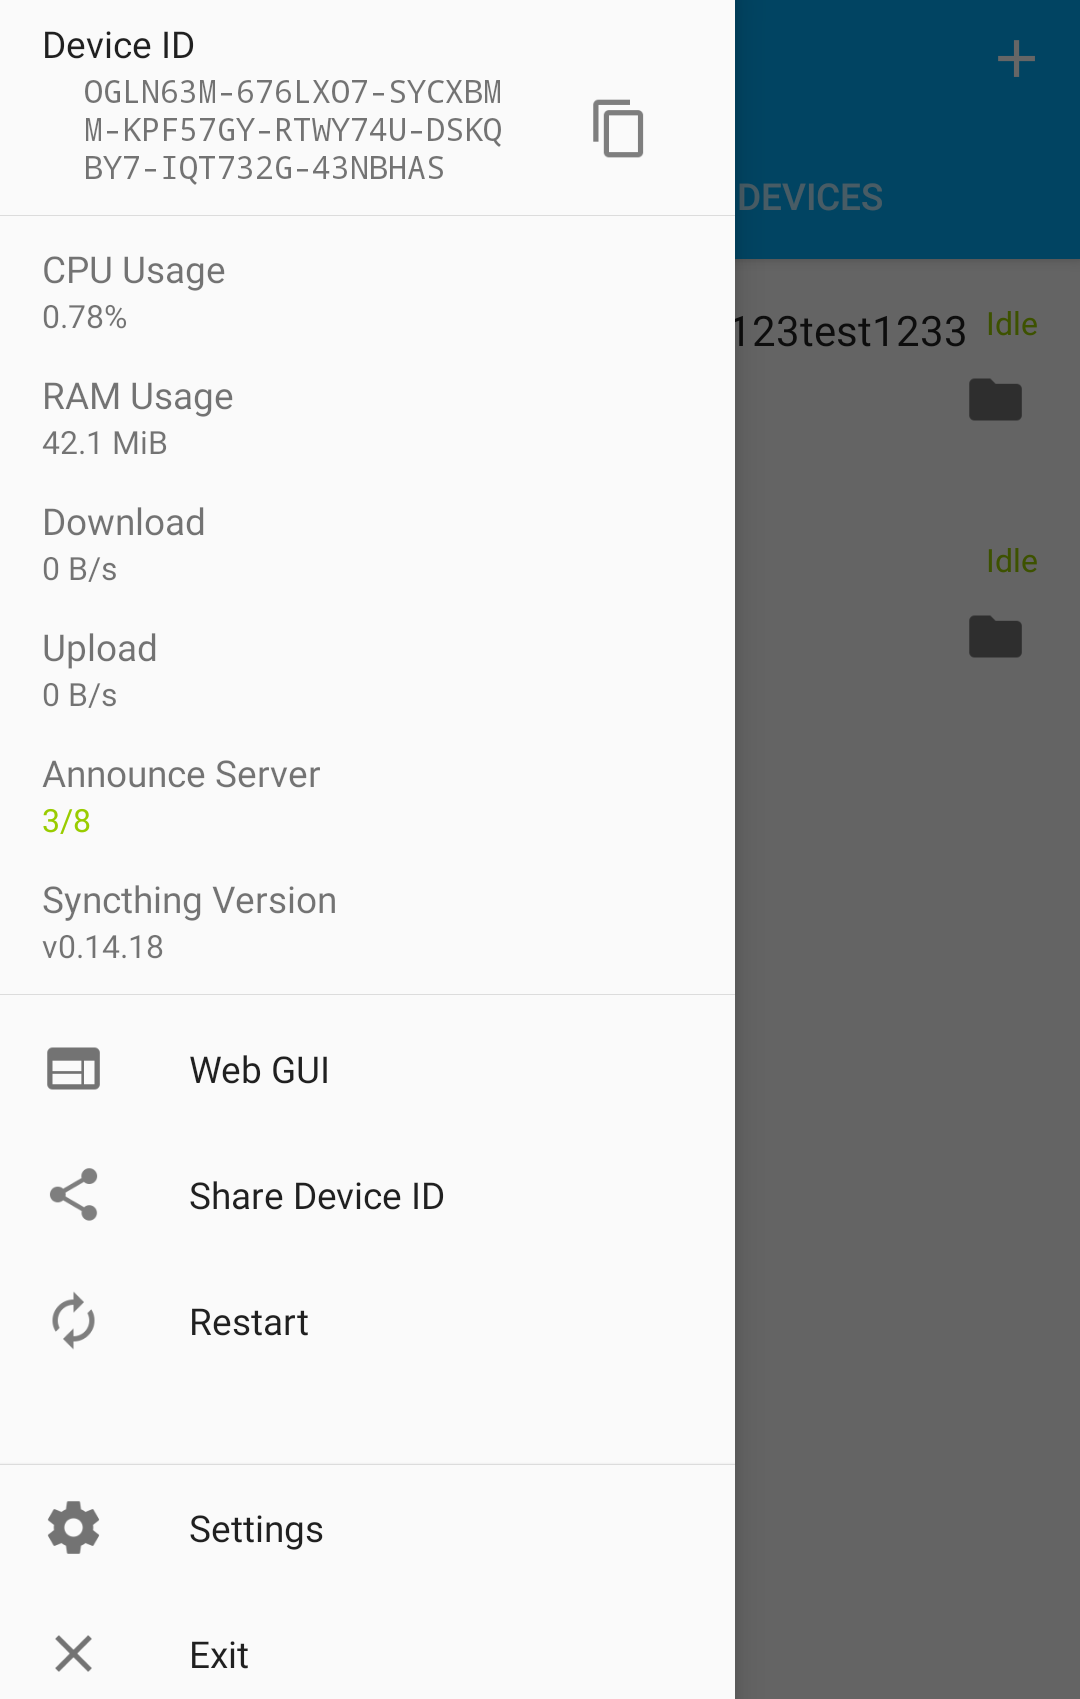 Device ID
OGLN63M-676LXO7-SYCXBM
M-KPF57GY-RTWY74U-DSKQ
BY7-IQT732G-43NBHAS
CPU Usage
0.78%
RAM Usage
42.1 MiB
Download
0 B/s
Upload
0 B/s
Announce Server
3/8
Syncthing Version
v0.14.18
Web GUI
Share Device ID
Restart
Settings
Exit
DEVICES
123test1233
Idle
Idle